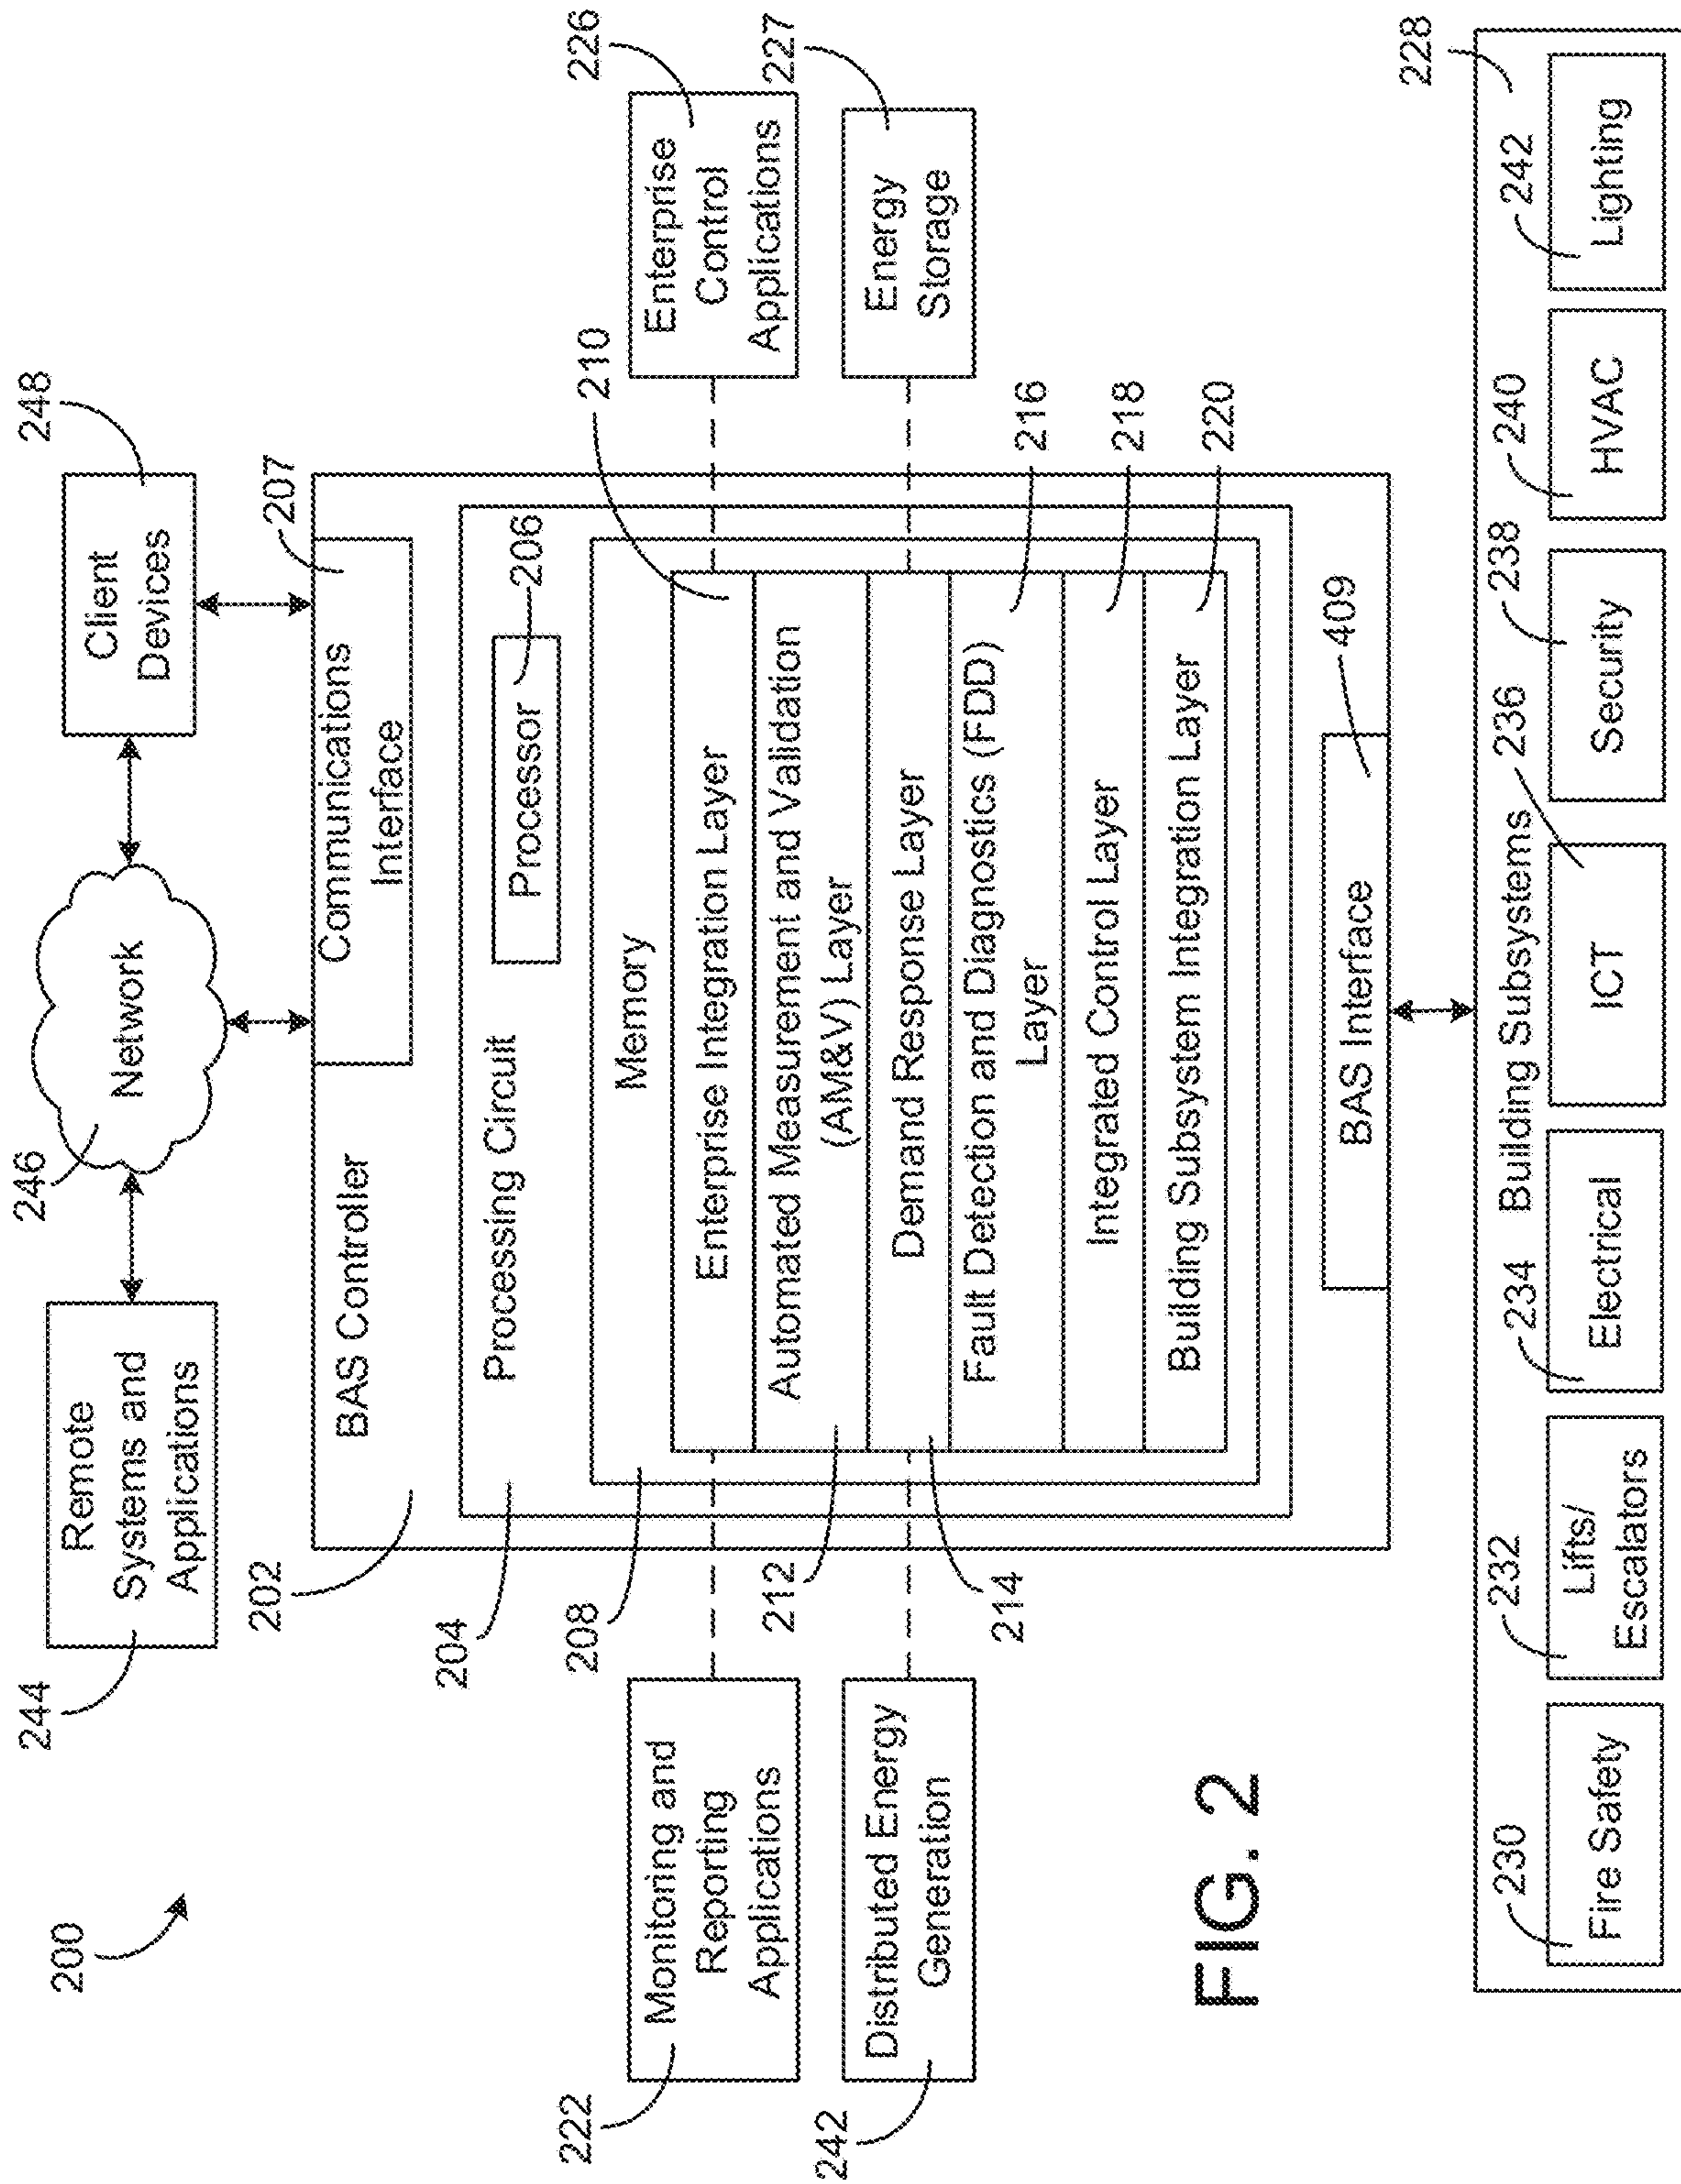 200
244
Remote
Systems and
Applications
246
Network
248
Client
Devices
202
BAS Controller
207
Communications
Interface
204
Processing Circuit
Processor
206
208
Memory
210
Enterprise Integration Layer
Automated Measurement and Validation
(AM&V) Layer
212
Demand Response Layer
214
Fault Detection and Diagnostics (FDD)
Layer
216
Integrated Control Layer
218
Building Subsystem Integration Layer
220
222
Monitoring and
Reporting
Applications
242
Distributed Energy
Generation
226
Enterprise
Control
Applications
227
Energy
Storage
BAS Interface
409
FIG. 2
Building Subsystems
228
230
Fire Safety
232
Lifts/
Escalators
234
Electrical
236
ICT
238
Security
240
HVAC
242
Lighting